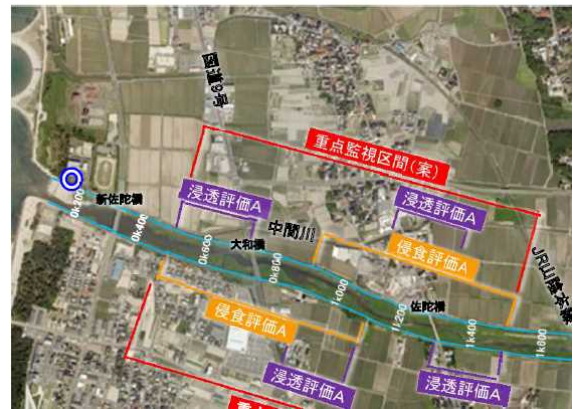 国道9号
重点監視区間(案)
浸透評価A
浸透評価A
新佐陀橋
中間川
0k200
0k400
0k600
大和橋
0k800
侵食評価A
JR山陰本線
1k000
1k200
佐陀橋
1k400
1k600
侵食評価A
浸透評価A
浸透評価A